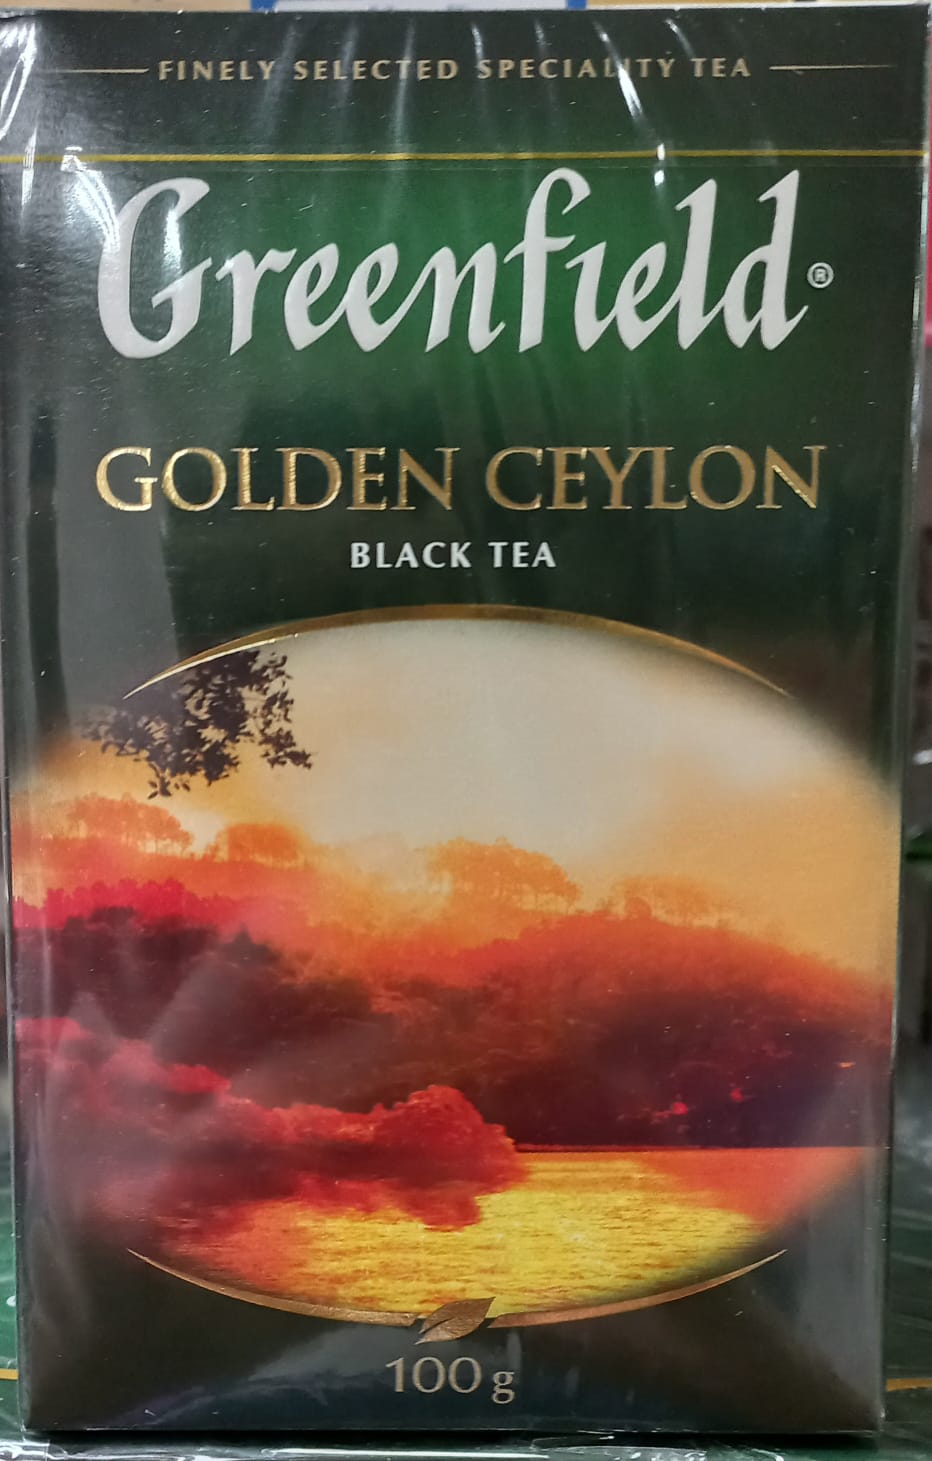 FINELY SELECTED SPECIALITY TEA
Greenfield®
GOLDEN CEYLON
BLACK TEA
100 g